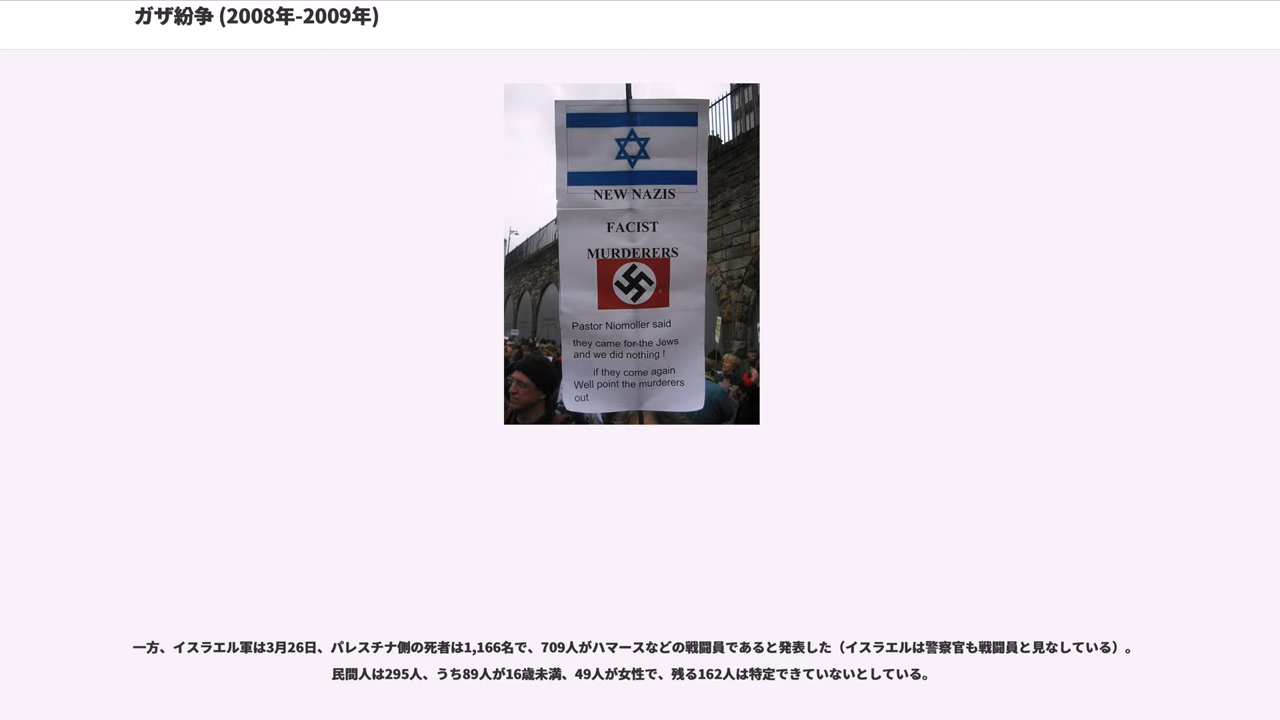 ガザ紛争 (2008年-2009年)
NEW NAZIS
FACIST
MURDERERS
Pastor Niomoller said
they came for the Jews
and we did nothing !
if they come again
Well point the murderers
out
一方、イスラエル軍は3月26日、パレスチナ側の死者は1,166名で、709人がハマースなどの戦闘員であると発表した（イスラエルは警察官も戦闘員と見なしている）。
民間人は295人、うち89人が16歳未満、49人が女性で、残る162人は特定できていないとしている。